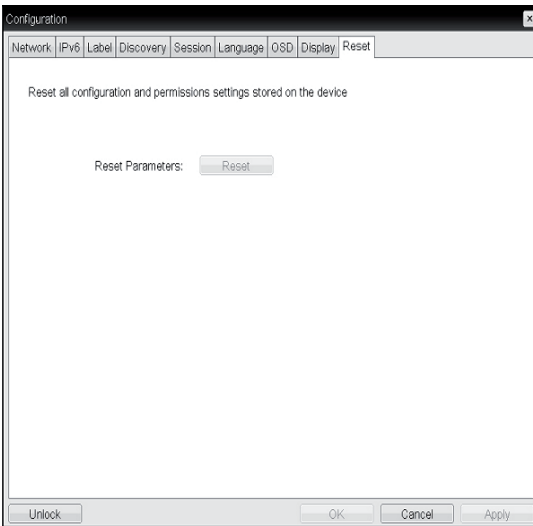 Configuration
Network IPv6 Label Discovery Session Language OSD Display Reset
Reset all configuration and permissions settings stored on the device
Reset Parameters: Reset
Unlock OK Cancel Apply